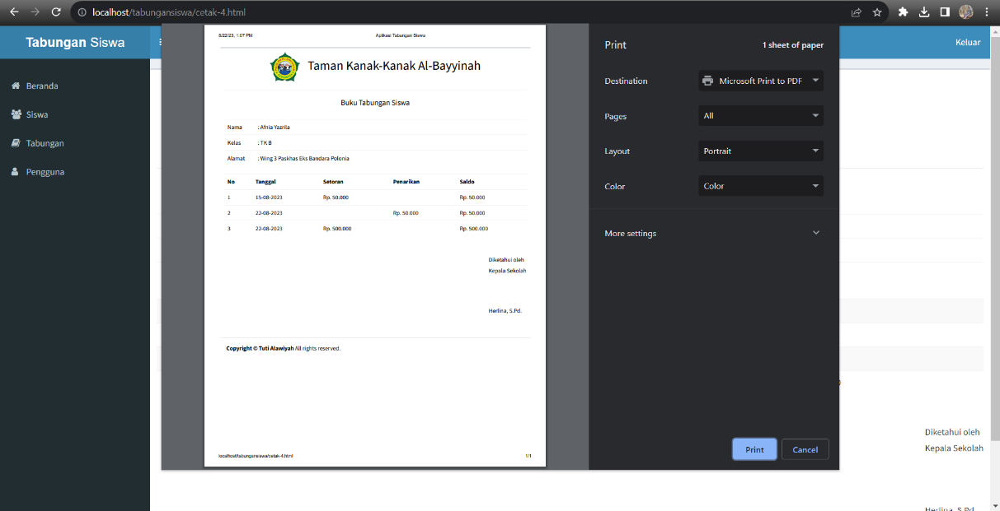 localhost/tabungansiswa/cetak-4.html
Tabungan Siswa
Keluar
Beranda
Siswa
Tabungan
Pengguna
8/22/23, 1:07 PM Aplikasi Tabungan Siswa
Taman Kanak-Kanak Al-Bayyinah
Buku Tabungan Siswa
Nama : Afnia Yazrila
Kelas : TK B
Alamat : Wing 3 Paskhas Eks Bandara Polonia
No Tanggal Setoran Penarikan Saldo
1 15-08-2023 Rp. 50.000 Rp. 50.000
2 22-08-2023 Rp. 50.000 Rp. 50.000
3 22-08-2023 Rp. 500.000 Rp. 500.000
Diketahui oleh
Kepala Sekolah
Herlina, S.Pd.
Copyright © Tuti Alawiyah All rights reserved.
localhost/tabungansiswa/cetak-4.html 1/1
Print 1 sheet of paper
Destination Microsoft Print to PDF
Pages All
Layout Portrait
Color Color
More settings
Print Cancel
Diketahui oleh
Kepala Sekolah
Herlina, S.Pd.